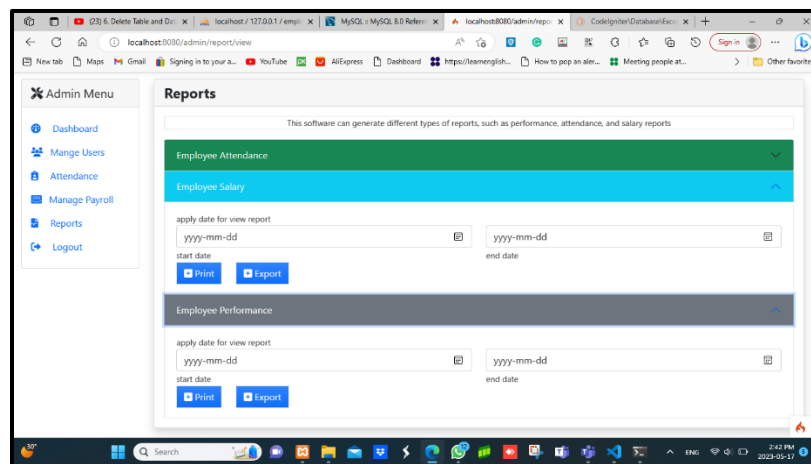 (23) 6. Delete Table and Dat
localhost / 127.0.0.1 / empl
MySQL :: MySQL 8.0 Refere
localhost:8080/admin/repor
CodeIgniter\Database\Exce
localhost:8080/admin/report/view
Sign in
New tab Maps Gmail Signing in to your a... YouTube AliExpress Dashboard https//learnenglish... How to pop an aler... Meeting people at... Other favorite
Admin Menu
Dashboard
Mange Users
Attendance
Manage Payroll
Reports
Logout
Reports
This software can generate different types of reports, such as performance, attendance, and salary reports
Employee Attendance
Employee Salary
apply date for view report
yyyy-mm-dd yyyy-mm-dd
start date end date
Print Export
Employee Performance
apply date for view report
yyyy-mm-dd yyyy-mm-dd
start date end date
Print Export
30°
Search
ENG
2:42 PM
2023-05-17